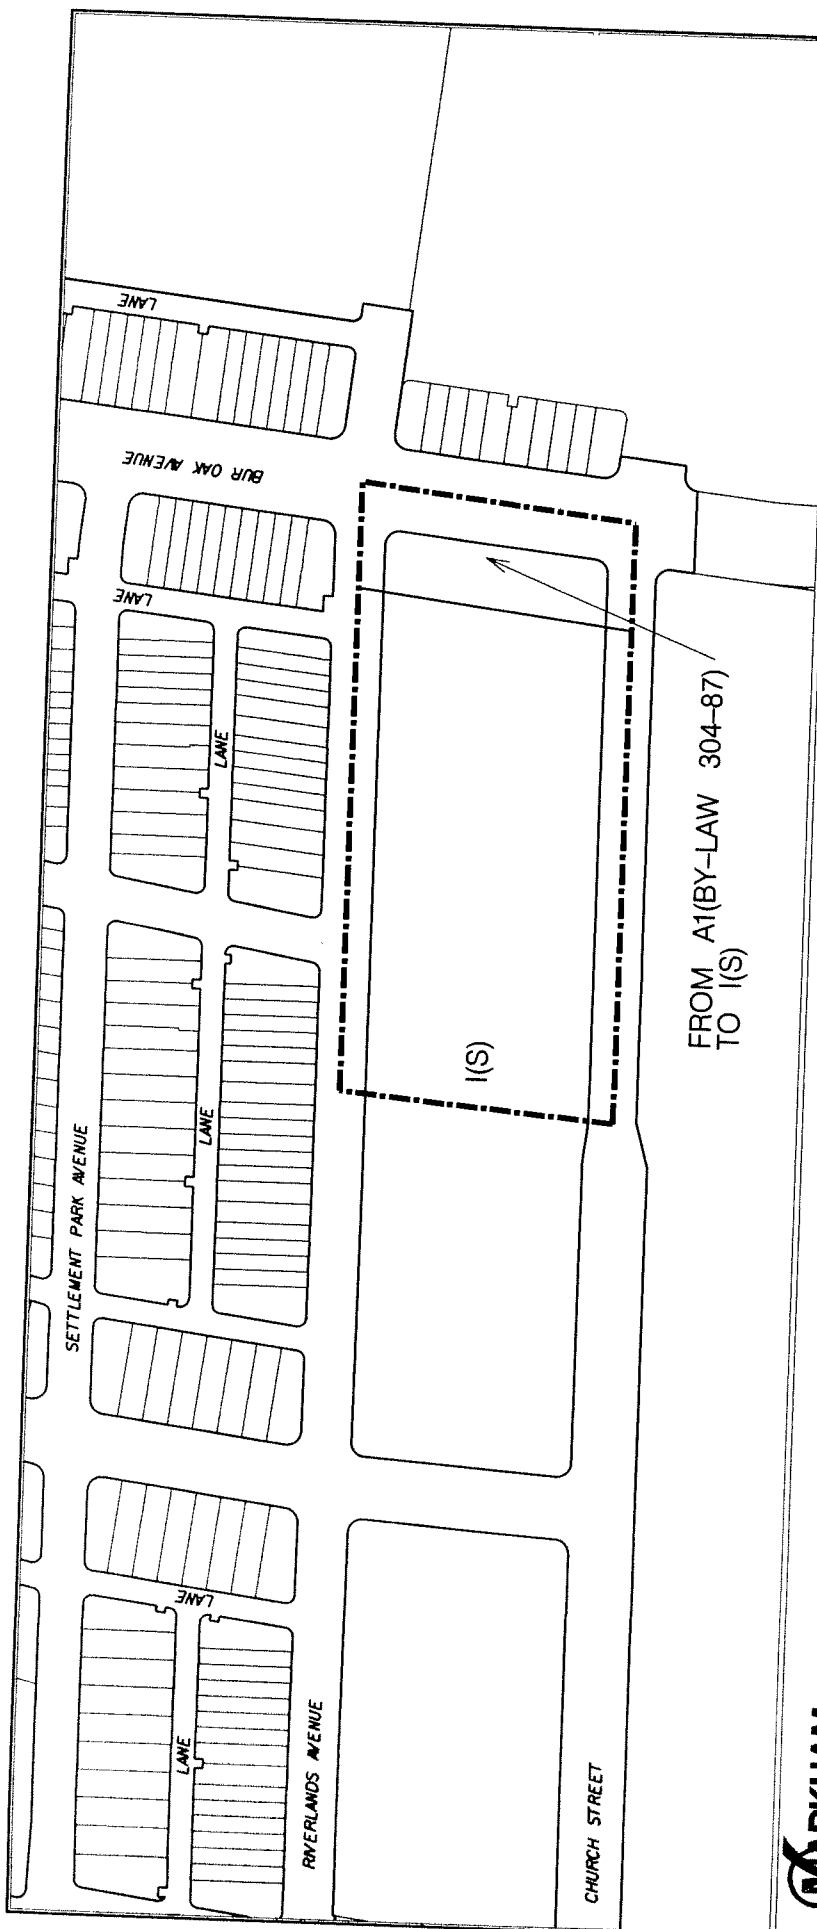 LANE
BUR OAK AVENUE
LANE
LANE
FROM A1(BY-LAW 304-87)
TO I(S)
I(S)
LANE
SETTLEMENT PARK AVENUE
LANE
LANE
RIVERLANDS AVENUE
CHURCH STREET
MARKHAM